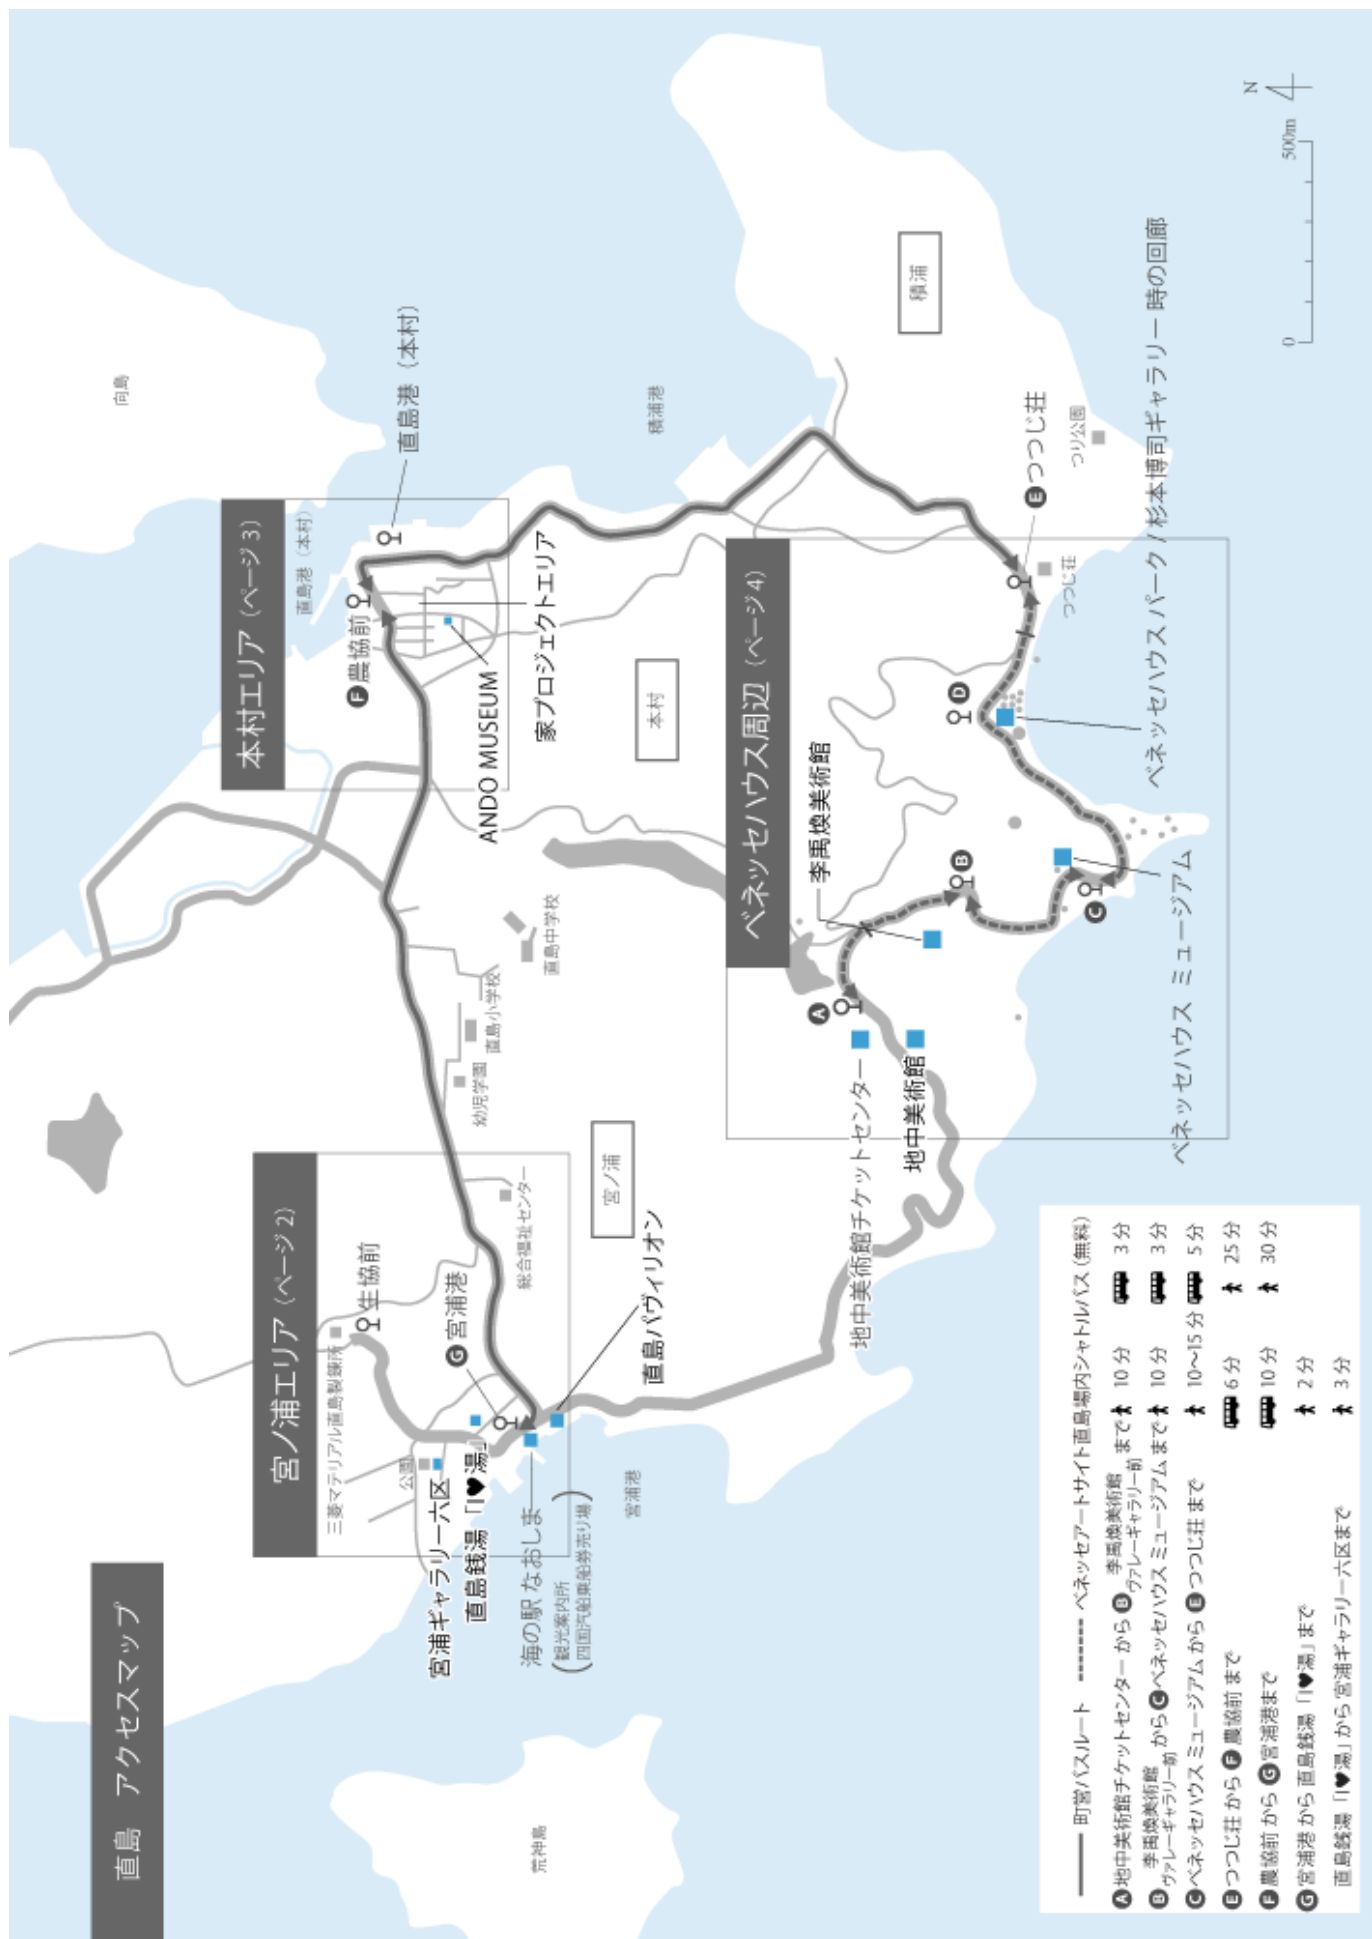 直島 アクセスマップ
宮ノ浦エリア (ページ 2)
本村エリア (ページ 3)
ベネッセハウス周辺 (ページ 4)
向島
直島港 (本村)
直島港（本村）
F 農協前
ANDO MUSEUM
家プロジェクトエリア
本村
積浦港
積浦
N
0
500m
三菱マテリアル直島製錬所
生協前
公園
宮浦ギャラリー六区
直島銭湯「I♥湯」
G 宮浦港
海の駅 なおしま
(観光案内所
四国汽船乗船券売り場)
宮浦港
直島パヴィリオン
総合福祉センター
宮ノ浦
幼児学園
直島小学校
直島中学校
荒神島
李禹煥美術館
A
B
C
D
E つつじ荘
つつじ荘
つり公園
地中美術館チケットセンター
地中美術館
ベネッセハウス ミュージアム
ベネッセハウス パーク / 杉本博司ギャラリー 時の回廊
町営バスルート
ベネッセアートサイト直島場内シャトルバス (無料)
A 地中美術館チケットセンター から B 李禹煥美術館 ヴァレーギャラリー前 まで 10 分 3 分
B 李禹煥美術館 ヴァレーギャラリー前 から C ベネッセハウス ミュージアム まで 10 分 3 分
C ベネッセハウス ミュージアム から E つつじ荘 まで 10~15 分 5 分
E つつじ荘 から F 農協前 まで 6 分 25 分
F 農協前 から G 宮浦港まで 10 分 30 分
G 宮浦港 から 直島銭湯「I♥湯」まで 2 分
直島銭湯「I♥湯」から 宮浦ギャラリー六区まで 3 分